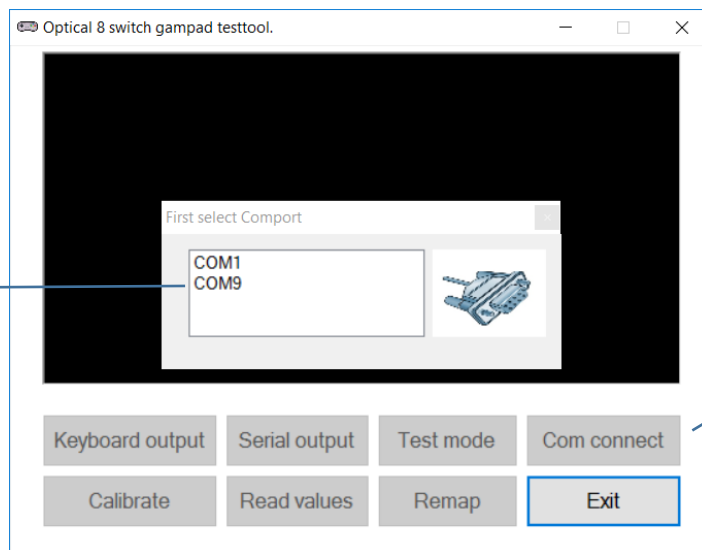 Optical 8 switch gampad testtool.
First select Comport
COM1
COM9
Keyboard output
Serial output
Test mode
Com connect
Calibrate
Read values
Remap
Exit